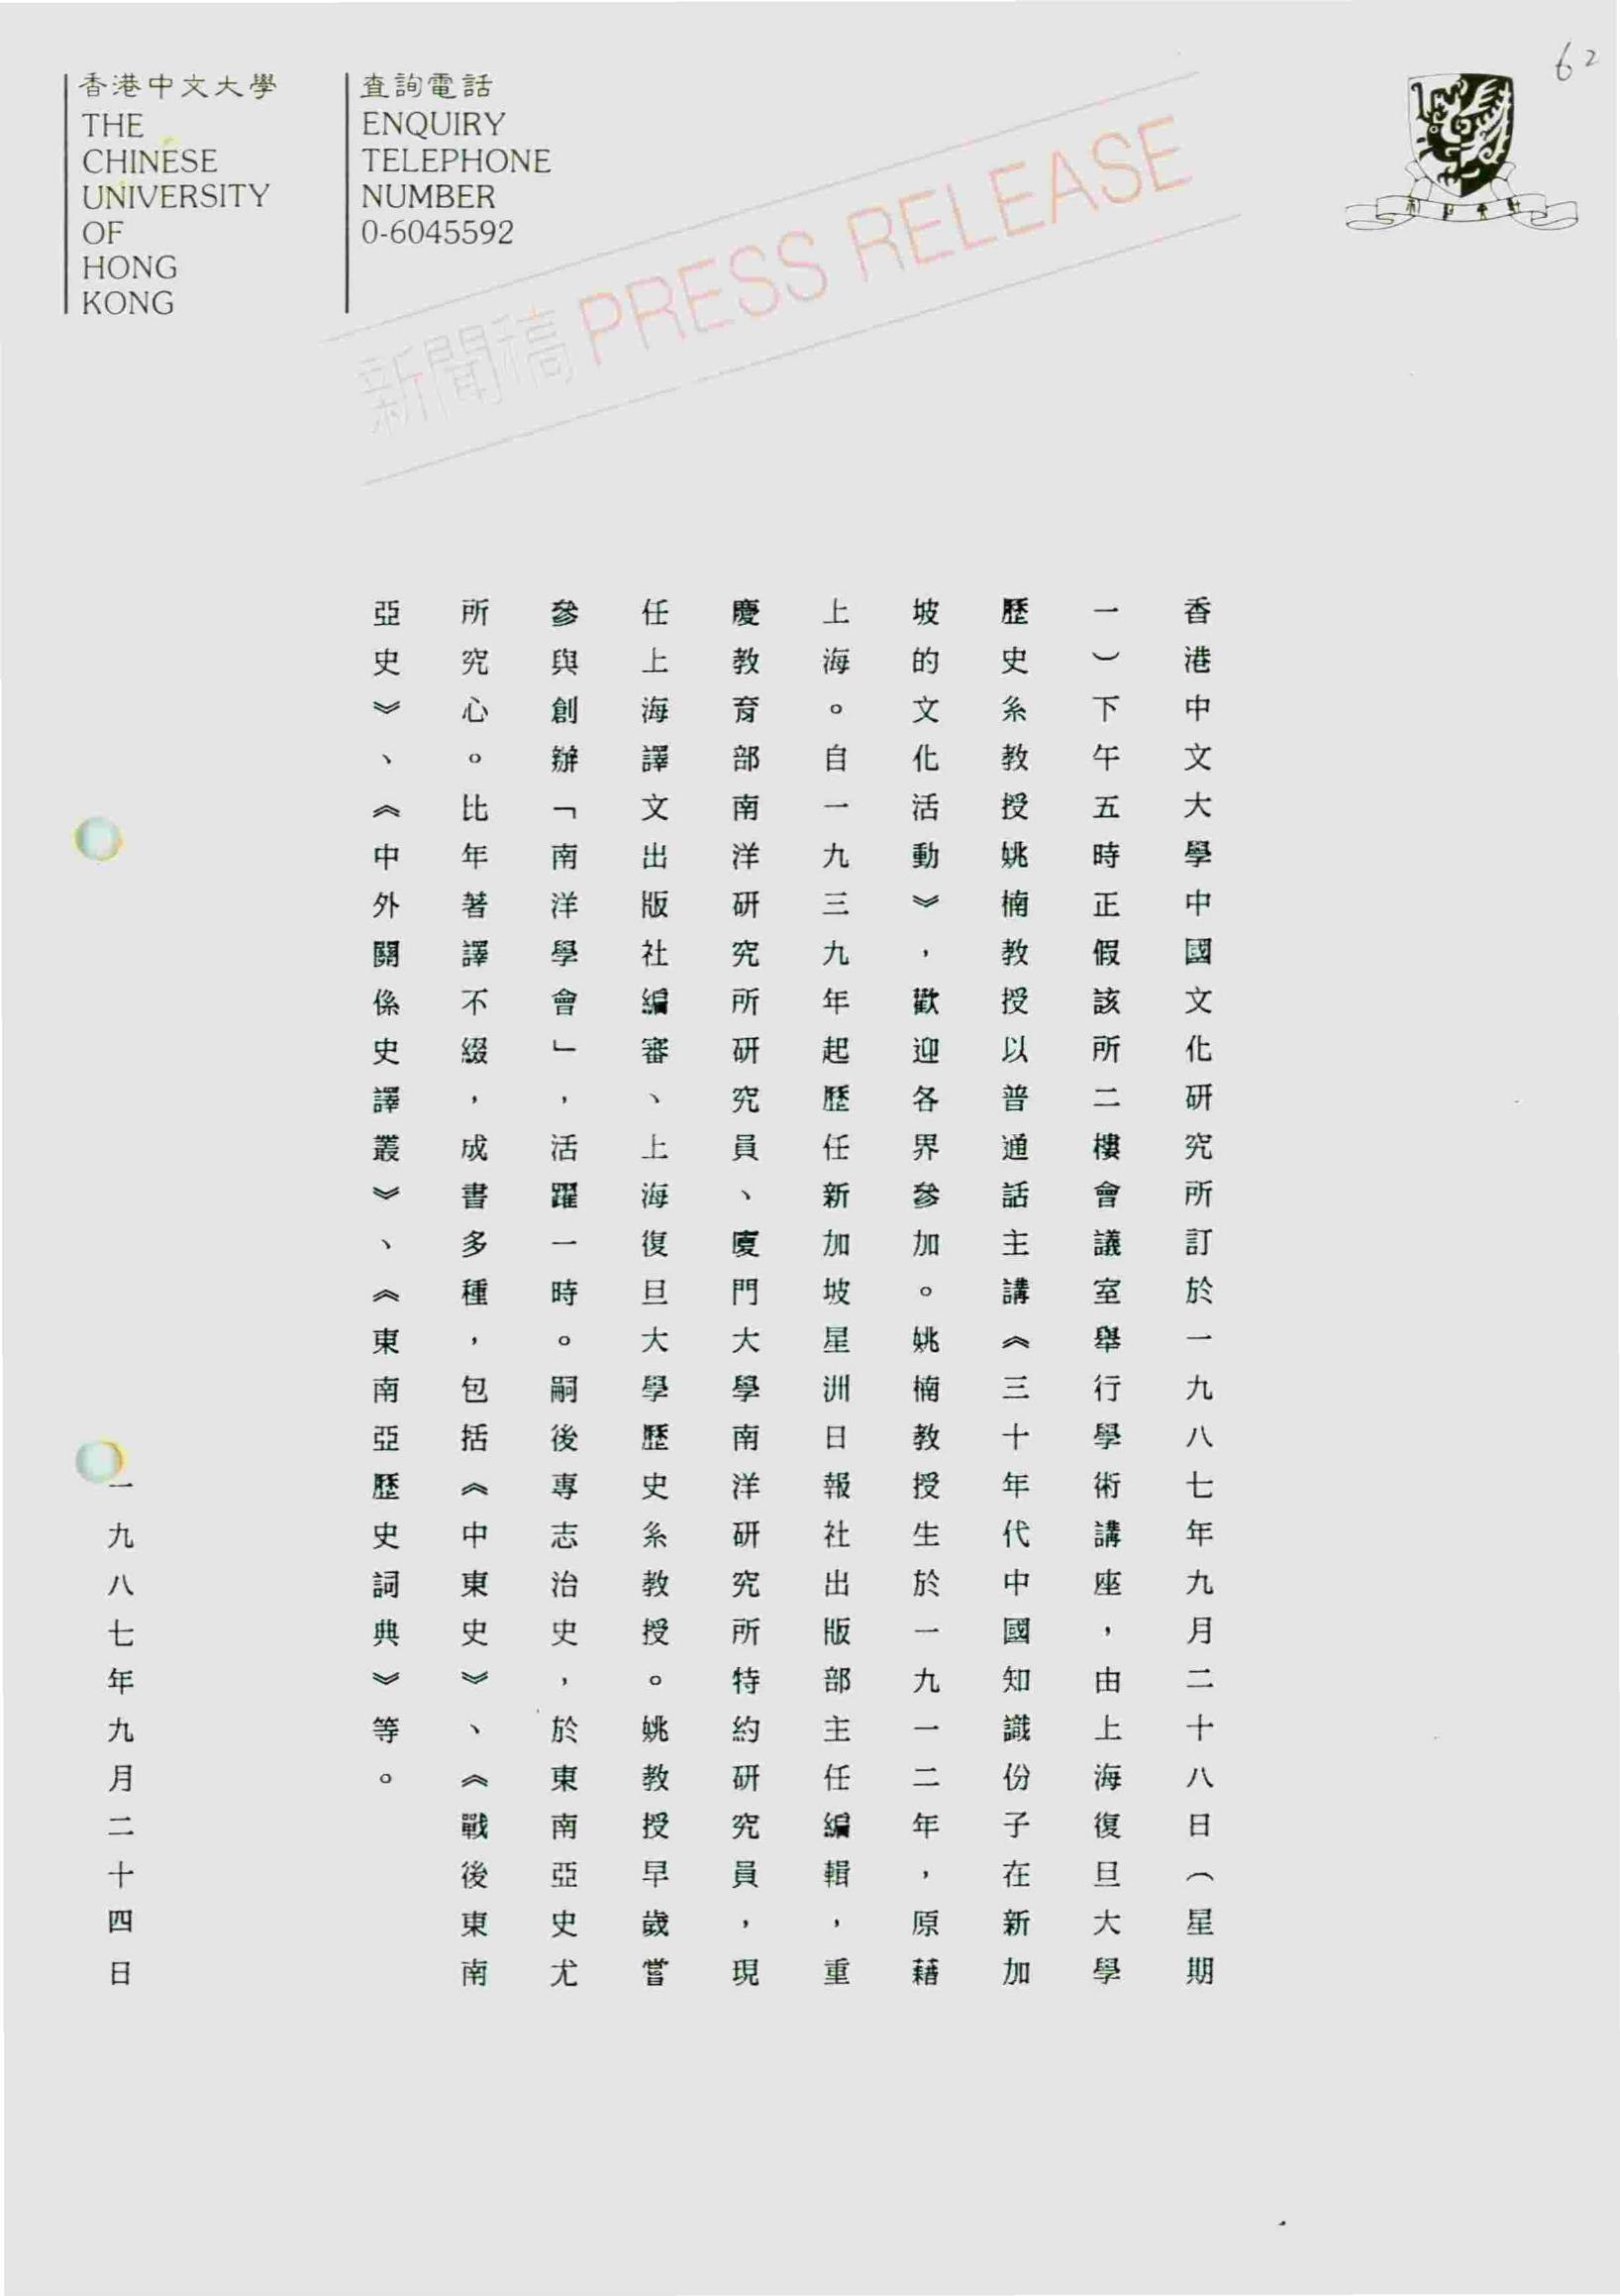 62
香港中文大學
THE
CHINESE
UNIVERSITY
OF
HONG
KONG
查詢電話
ENQUIRY
TELEPHONE
NUMBER
0-6045592
新聞稿 PRESS RELEASE
香港中文大學中國文化研究所訂於一九八七年九月二十八日（星期
一）下午五時正假該所二樓會議室舉行學術講座，由上海復旦大學
歷史系教授姚楠教授以普通話主講《三十年代中國知識份子在新加
坡的文化活動》，歡迎各界參加。姚楠教授生於一九一二年，原藉
上海。自一九三九年起歷任新加坡星洲日報社出版部主任編輯，重
慶教育部南洋研究所研究員、廈門大學南洋研究所特約研究員，現
任上海譯文出版社編審、上海復旦大學歷史系教授。姚教授早歲嘗
參與創辦「南洋學會」，活躍一時。嗣後專志治史，於東南亞史尤
所究心。比年著譯不綴，成書多種，包括《中東史》、《戰後東南
亞史》、《中外關係史譯叢》、《東南亞歷史詞典》等。
一九八七年九月二十四日